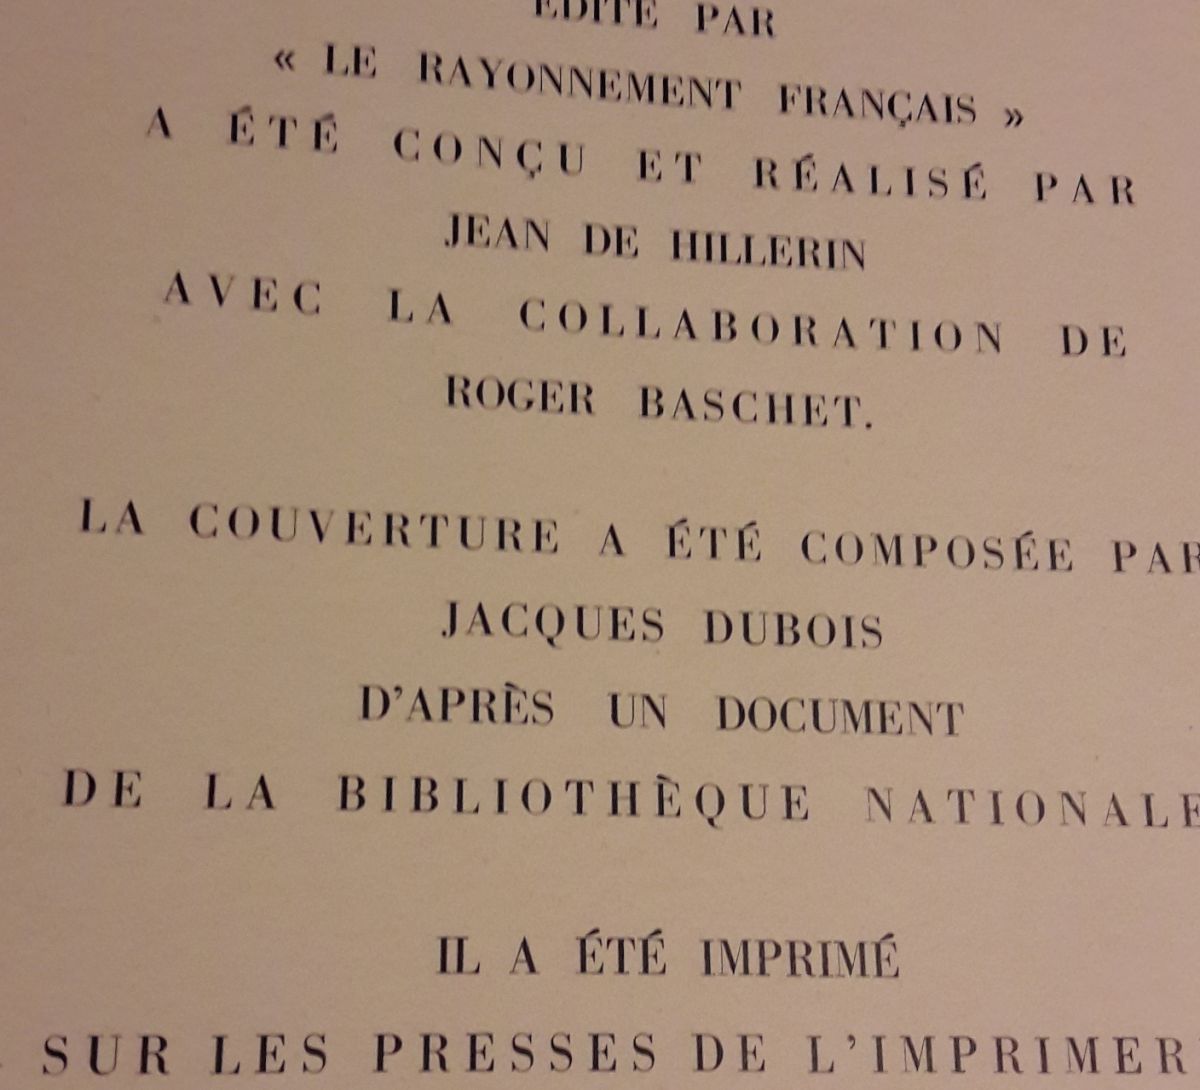 ÉDITÉ PAR
« LE RAYONNEMENT FRANÇAIS »
A ÉTÉ CONÇU ET RÉALISÉ PAR
JEAN DE HILLERIN
AVEC LA COLLABORATION DE
ROGER BASCHET.
LA COUVERTURE A ÉTÉ COMPOSÉE PAR
JACQUES DUBOIS
D'APRÈS UN DOCUMENT
DE LA BIBLIOTHÈQUE NATIONALE
IL A ÉTÉ IMPRIMÉ
SUR LES PRESSES DE L'IMPRIMER